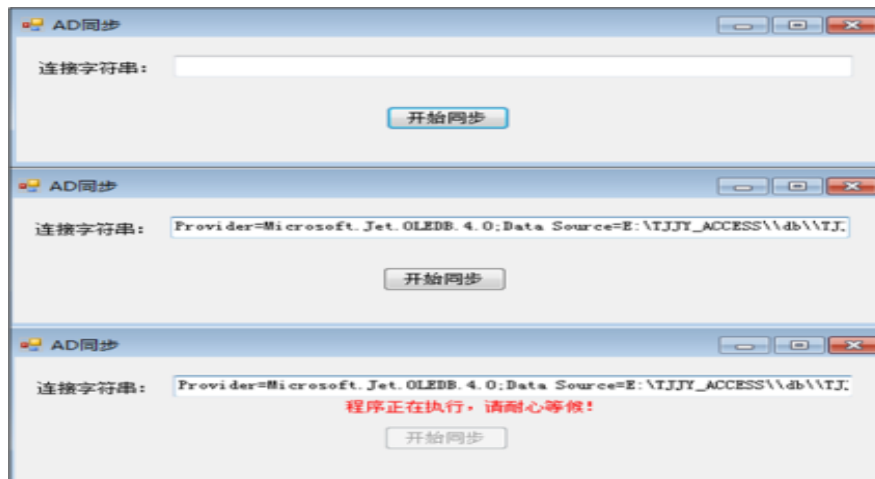 AD同步
连接字符串：
开始同步
AD同步
连接字符串： Provider=Microsoft.Jet.OLEDB.4.0;Data Source=E:\TJJY_ACCESS\\db\\TJ
开始同步
AD同步
连接字符串： Provider=Microsoft.Jet.OLEDB.4.0;Data Source=E:\TJJY_ACCESS\\db\\TJ
程序正在执行，请耐心等候！
开始同步